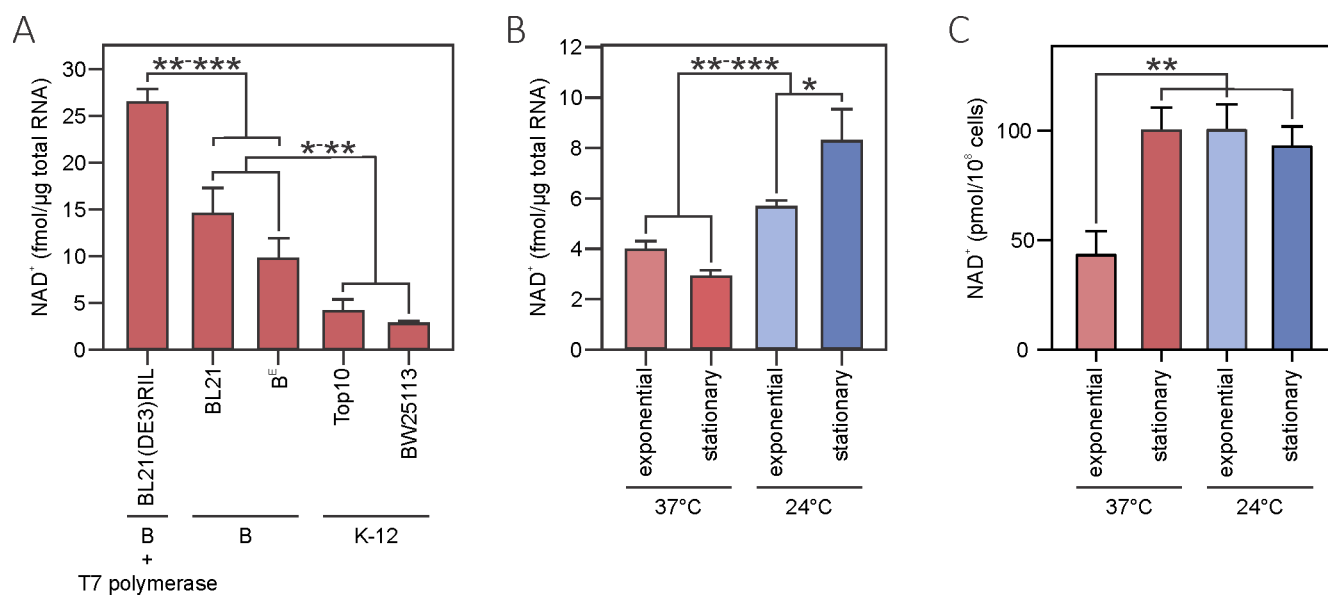 A
NAD⁺ (fmol/µg total RNA)
30
25
20
15
10
5
0
**-***
*-**
BL21(DE3)RIL
BL21
Bᴱ
Top10
BW25113
B
+
T7 polymerase
B
K-12
B
NAD⁺ (fmol/µg total RNA)
12
10
8
6
4
2
0
**-***
*
exponential
stationary
exponential
stationary
37°C
24°C
C
NAD⁺ (pmol/10⁸ cells)
100
50
0
**
exponential
stationary
exponential
stationary
37°C
24°C